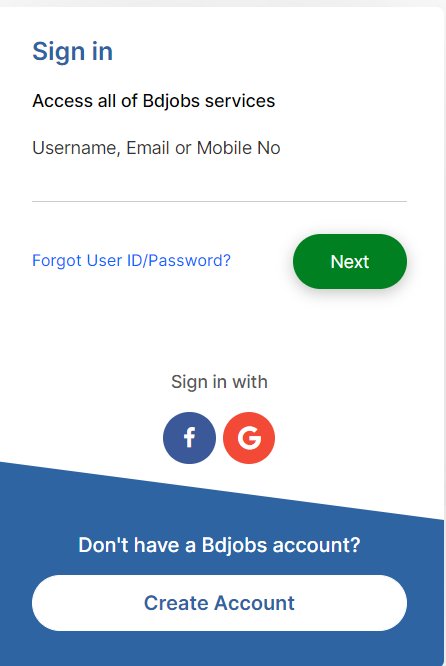 Sign in
Access all of Bdjobs services
Username, Email or Mobile No
Forgot User ID/Password?
Next
Sign in with
f
G
Don't have a Bdjobs account?
Create Account